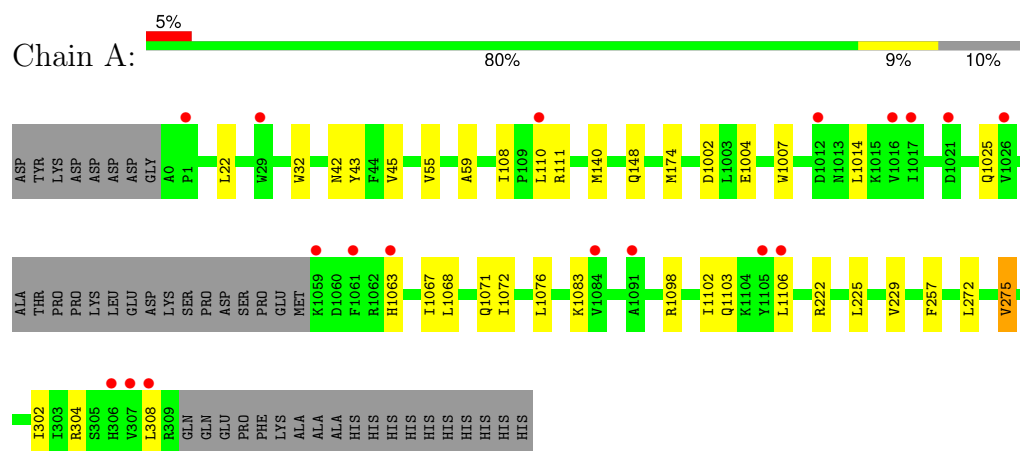 5%
Chain A:
80% 9% 10%
ASP TYR LYS ASP ASP ASP ASP GLY A0 P1 L22 W29 W32 N42 Y43 F44 V45 V55 A59 I108 P109 L110 R111 M140 Q148 M174 D1002 L1003 E1004 W1007 D1012 N1013 L1014 K1015 V1016 I1017 D1021 Q1025 V1026
ALA THR PRO PRO LYS LEU GLU ASP LYS SER PRO ASP SER PRO GLU MET K1059 D1060 F1061 R1062 H1063 I1067 L1068 Q1071 I1072 L1076 K1083 V1084 A1091 R1098 I1102 Q1103 K1104 Y1105 L1106 R222 L225 V229 F257 L272 V275
I302 I303 R304 S305 H306 V307 L308 R309 GLN GLN GLU PRO PHE LYS ALA ALA ALA HIS HIS HIS HIS HIS HIS HIS HIS HIS HIS